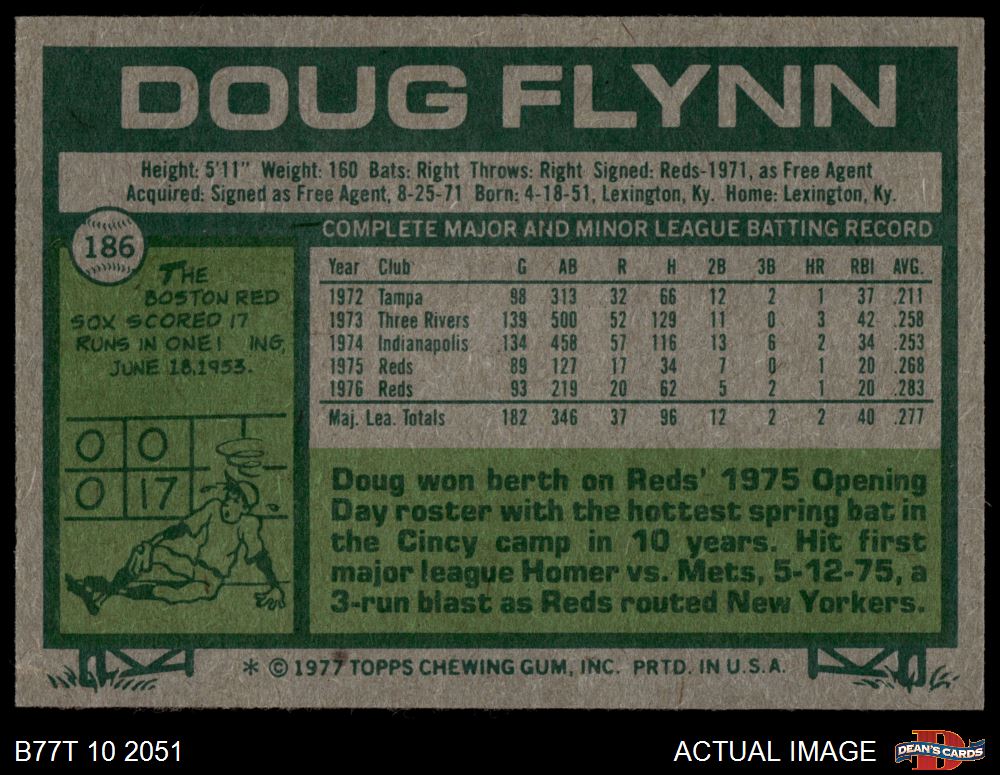 DOUG FLYNN
Height: 5'11" Weight: 160 Bats: Right Throws: Right Signed: Reds-1971, as Free Agent
Acquired: Signed as Free Agent, 8-25-71 Born: 4-18-51, Lexington, Ky. Home: Lexington, Ky.
186
THE
BOSTON RED
SOX SCORED 17
RUNS IN ONE! ING,
JUNE 18, 1953.
0 0
0 17
COMPLETE MAJOR AND MINOR LEAGUE BATTING RECORD
Year Club G AB R H 2B 3B HR RBI AVG.
1972 Tampa 98 313 32 66 12 2 1 37 .211
1973 Three Rivers 139 500 52 129 11 0 3 42 .258
1974 Indianapolis 134 458 57 116 13 6 2 34 .253
1975 Reds 89 127 17 34 7 0 1 20 .268
1976 Reds 93 219 20 62 5 2 1 20 .283
Maj. Lea. Totals 182 346 37 96 12 2 2 40 .277
Doug won berth on Reds' 1975 Opening
Day roster with the hottest spring bat in
the Cincy camp in 10 years. Hit first
major league Homer vs. Mets, 5-12-75, a
3-run blast as Reds routed New Yorkers.
* © 1977 TOPPS CHEWING GUM, INC. PRTD. IN U.S.A.
B77T 10 2051
ACTUAL IMAGE
D
DEAN'S CARDS